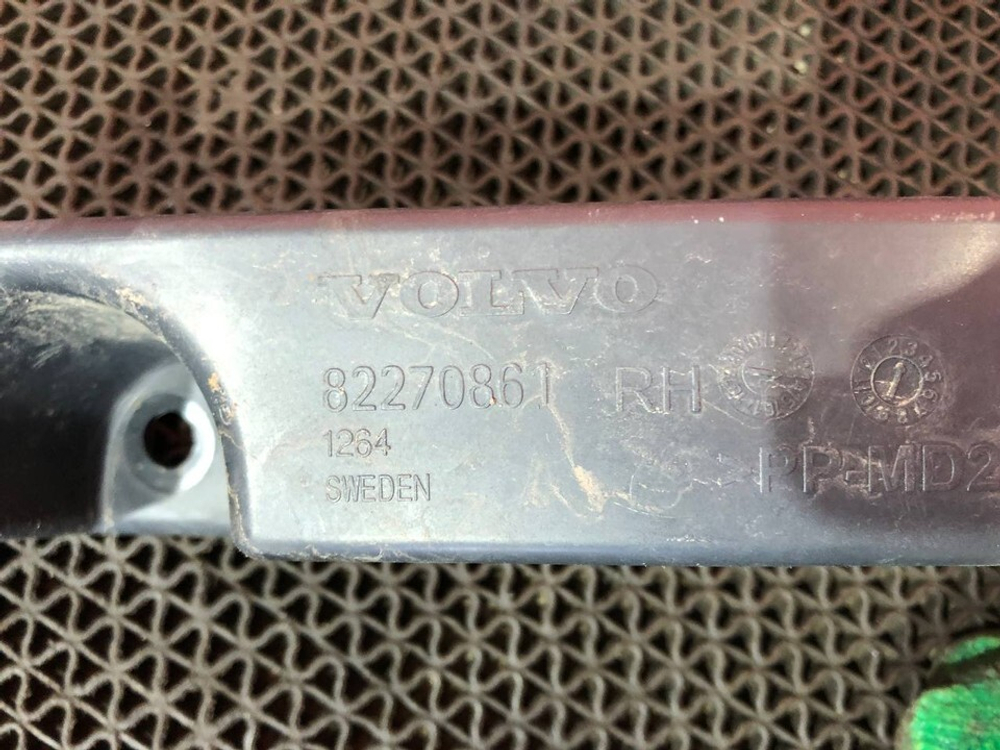 VOLVO
82270861 RH
1264
SWEDEN
PP-MD2